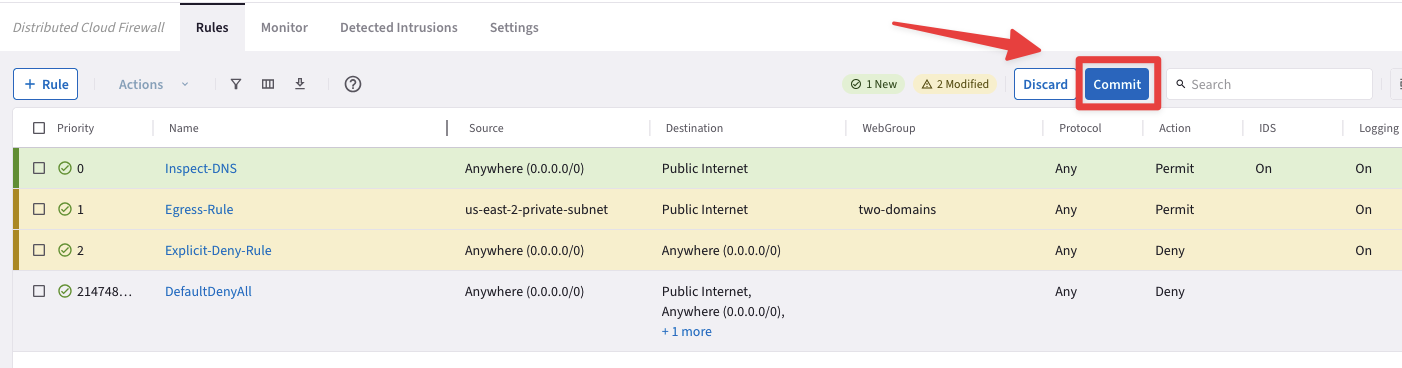 Distributed Cloud Firewall Rules Monitor Detected Intrusions Settings
+ Rule Actions 1 New 2 Modified Discard Commit Search
Priority Name Source Destination WebGroup Protocol Action IDS Logging
0 Inspect-DNS Anywhere (0.0.0.0/0) Public Internet Any Permit On On
1 Egress-Rule us-east-2-private-subnet Public Internet two-domains Any Permit On
2 Explicit-Deny-Rule Anywhere (0.0.0.0/0) Anywhere (0.0.0.0/0) Any Deny On
214748... DefaultDenyAll Anywhere (0.0.0.0/0) Public Internet, Any Deny
Anywhere (0.0.0.0/0),
+ 1 more